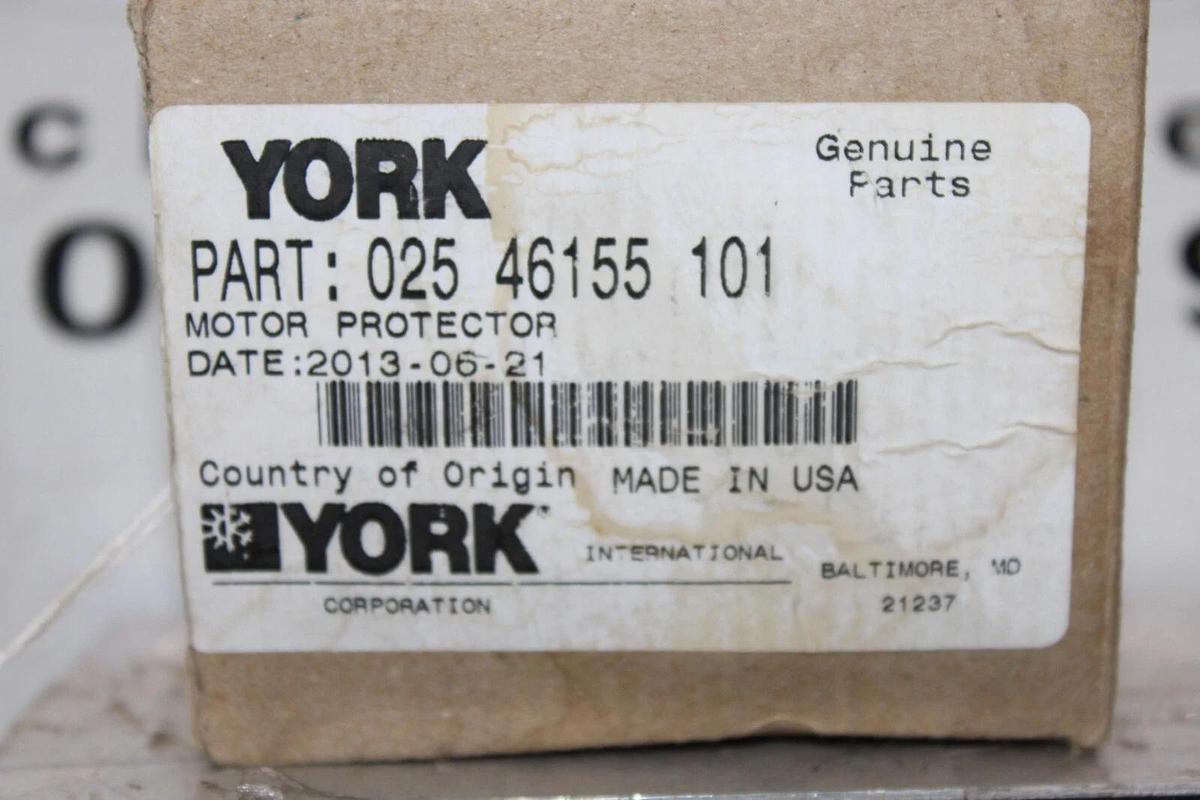 YORK
Genuine
Parts
PART: 025 46155 101
MOTOR PROTECTOR
DATE:2013-06-21
Country of Origin MADE IN USA
YORK INTERNATIONAL
CORPORATION
BALTIMORE, MD
21237